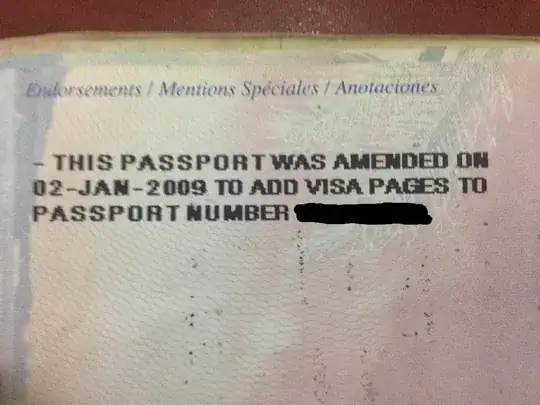 Endorsements / Mentions Spéciales / Anotaciones
- THIS PASSPORT WAS AMENDED ON
02-JAN-2009 TO ADD VISA PAGES TO
PASSPORT NUMBER